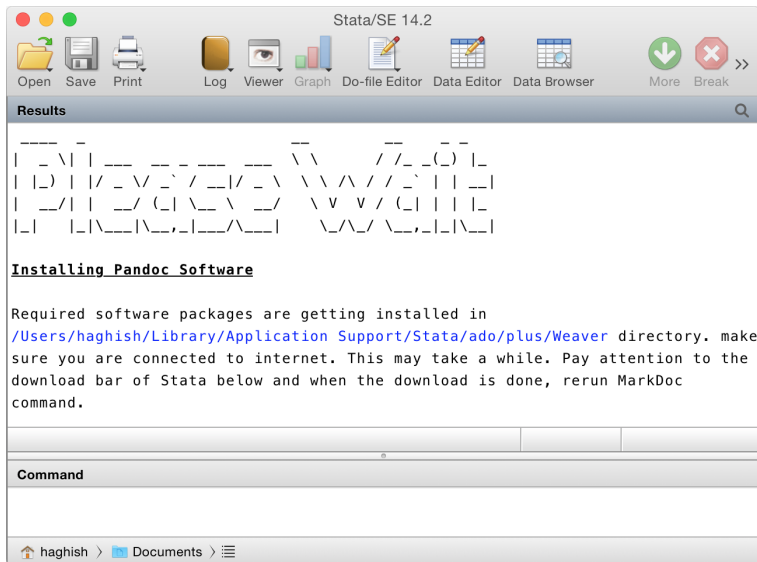 Stata/SE 14.2
Open Save Print Log Viewer Graph Do-file Editor Data Editor Data Browser More Break
Results
Please Wait
Installing Pandoc Software
Required software packages are getting installed in
/Users/haghish/Library/Application Support/Stata/ado/plus/Weaver directory. make
sure you are connected to internet. This may take a while. Pay attention to the
download bar of Stata below and when the download is done, rerun MarkDoc
command.
Command
haghish > Documents >